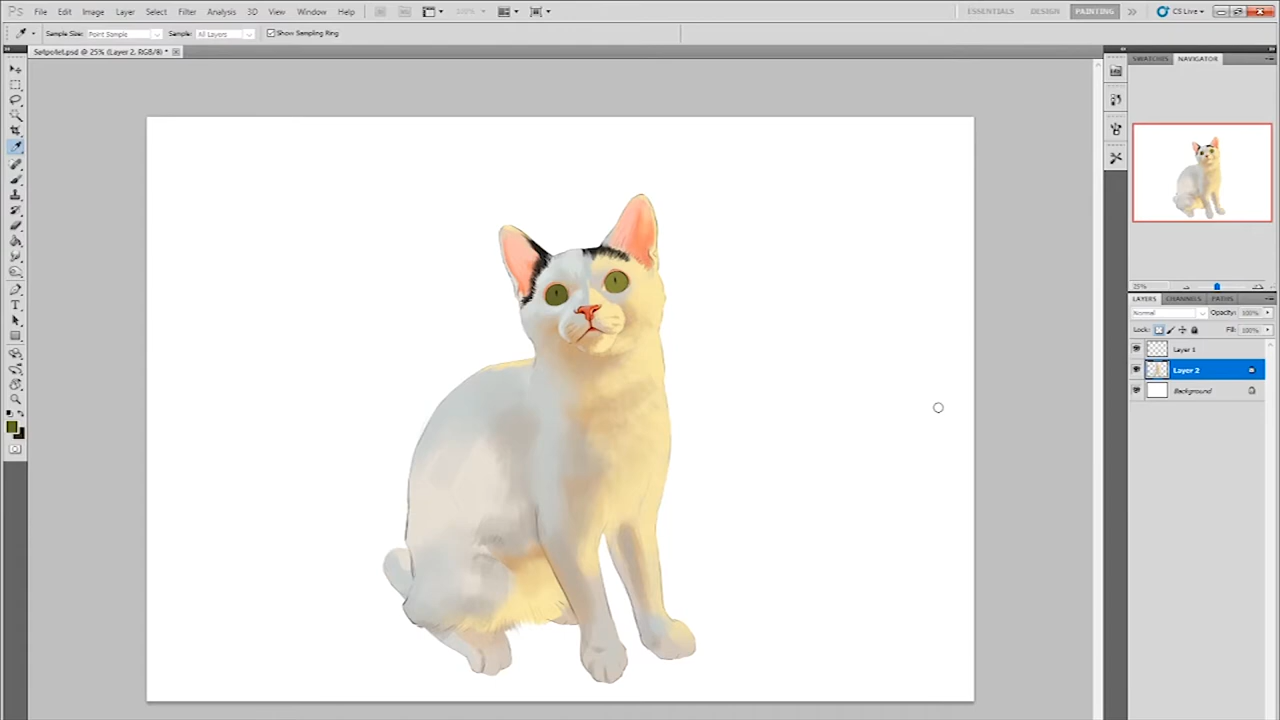 Ps File Edit Image Layer Select Filter Analysis 3D View Window Help 100% ESSENTIALS DESIGN PAINTING CS Live
Sample Size: Point Sample Sample: All Layers Show Sampling Ring
@ 25% (Layer 2, RGB/8) *
SWATCHES NAVIGATOR
25%
LAYERS CHANNELS PATHS
Normal Opacity: 100%
Lock: Fill: 100%
Layer 1
Layer 2
Background
T